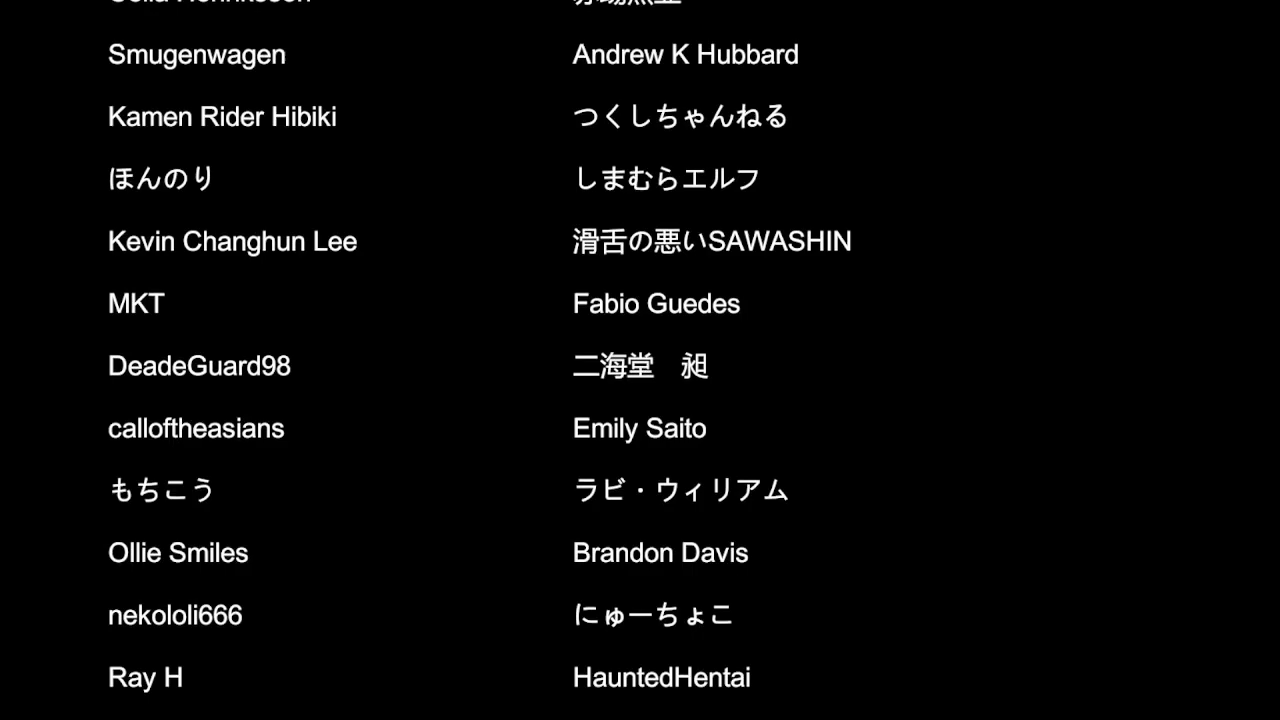 Smugenwagen
Andrew K Hubbard
Kamen Rider Hibiki
つくしちゃんねる
ほんのり
しまむらエルフ
Kevin Changhun Lee
滑舌の悪いSAWASHIN
MKT
Fabio Guedes
DeadeGuard98
二海堂　昶
calloftheasians
Emily Saito
もちこう
ラビ・ウィリアム
Ollie Smiles
Brandon Davis
nekololi666
にゅーちょこ
Ray H
HauntedHentai